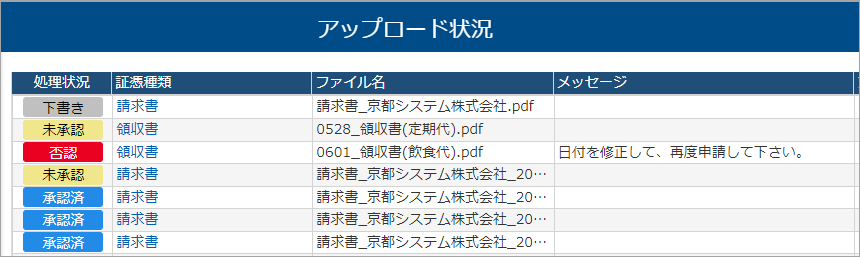 アップロード状況
処理状況 証憑種類 ファイル名 メッセージ
下書き 請求書 請求書_京都システム株式会社.pdf
未承認 領収書 0528_領収書(定期代).pdf
否認 領収書 0601_領収書(飲食代).pdf 日付を修正して、再度申請して下さい。
未承認 請求書 請求書_京都システム株式会社_20…
承認済 請求書 請求書_京都システム株式会社_20…
承認済 請求書 請求書_京都システム株式会社_20…
承認済 請求書 請求書_京都システム株式会社_20…